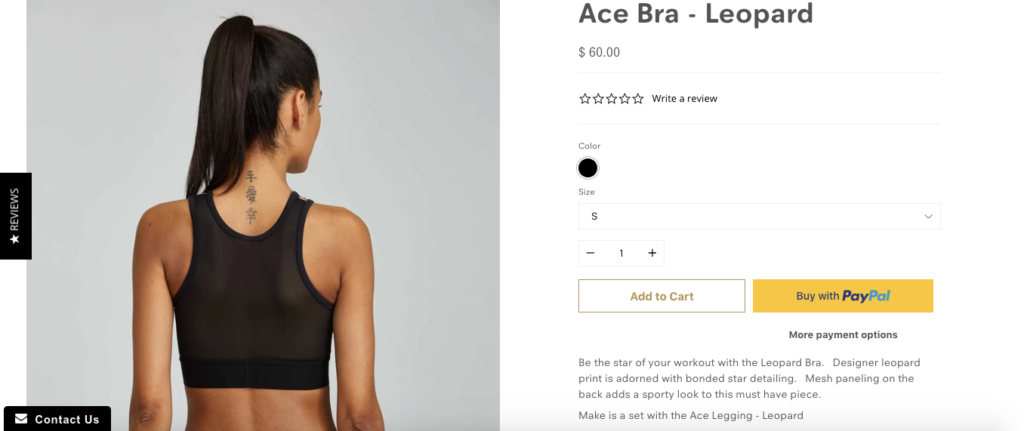 Ace Bra - Leopard
$ 60.00
Write a review
Color
Size
S
1
Add to Cart
Buy with PayPal
More payment options
Be the star of your workout with the Leopard Bra. Designer leopard
print is adorned with bonded star detailing. Mesh paneling on the
back adds a sporty look to this must have piece.
Make is a set with the Ace Legging - Leopard
★ REVIEWS
Contact Us
愛